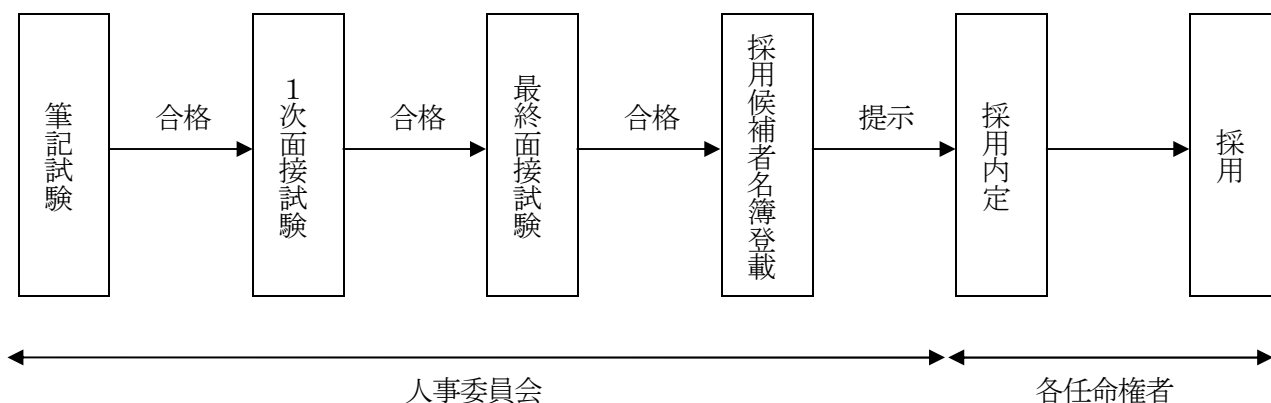 筆記試験
合格
1次面接試験
合格
最終面接試験
合格
採用候補者名簿登載
提示
採用内定
採用
人事委員会
各任命権者